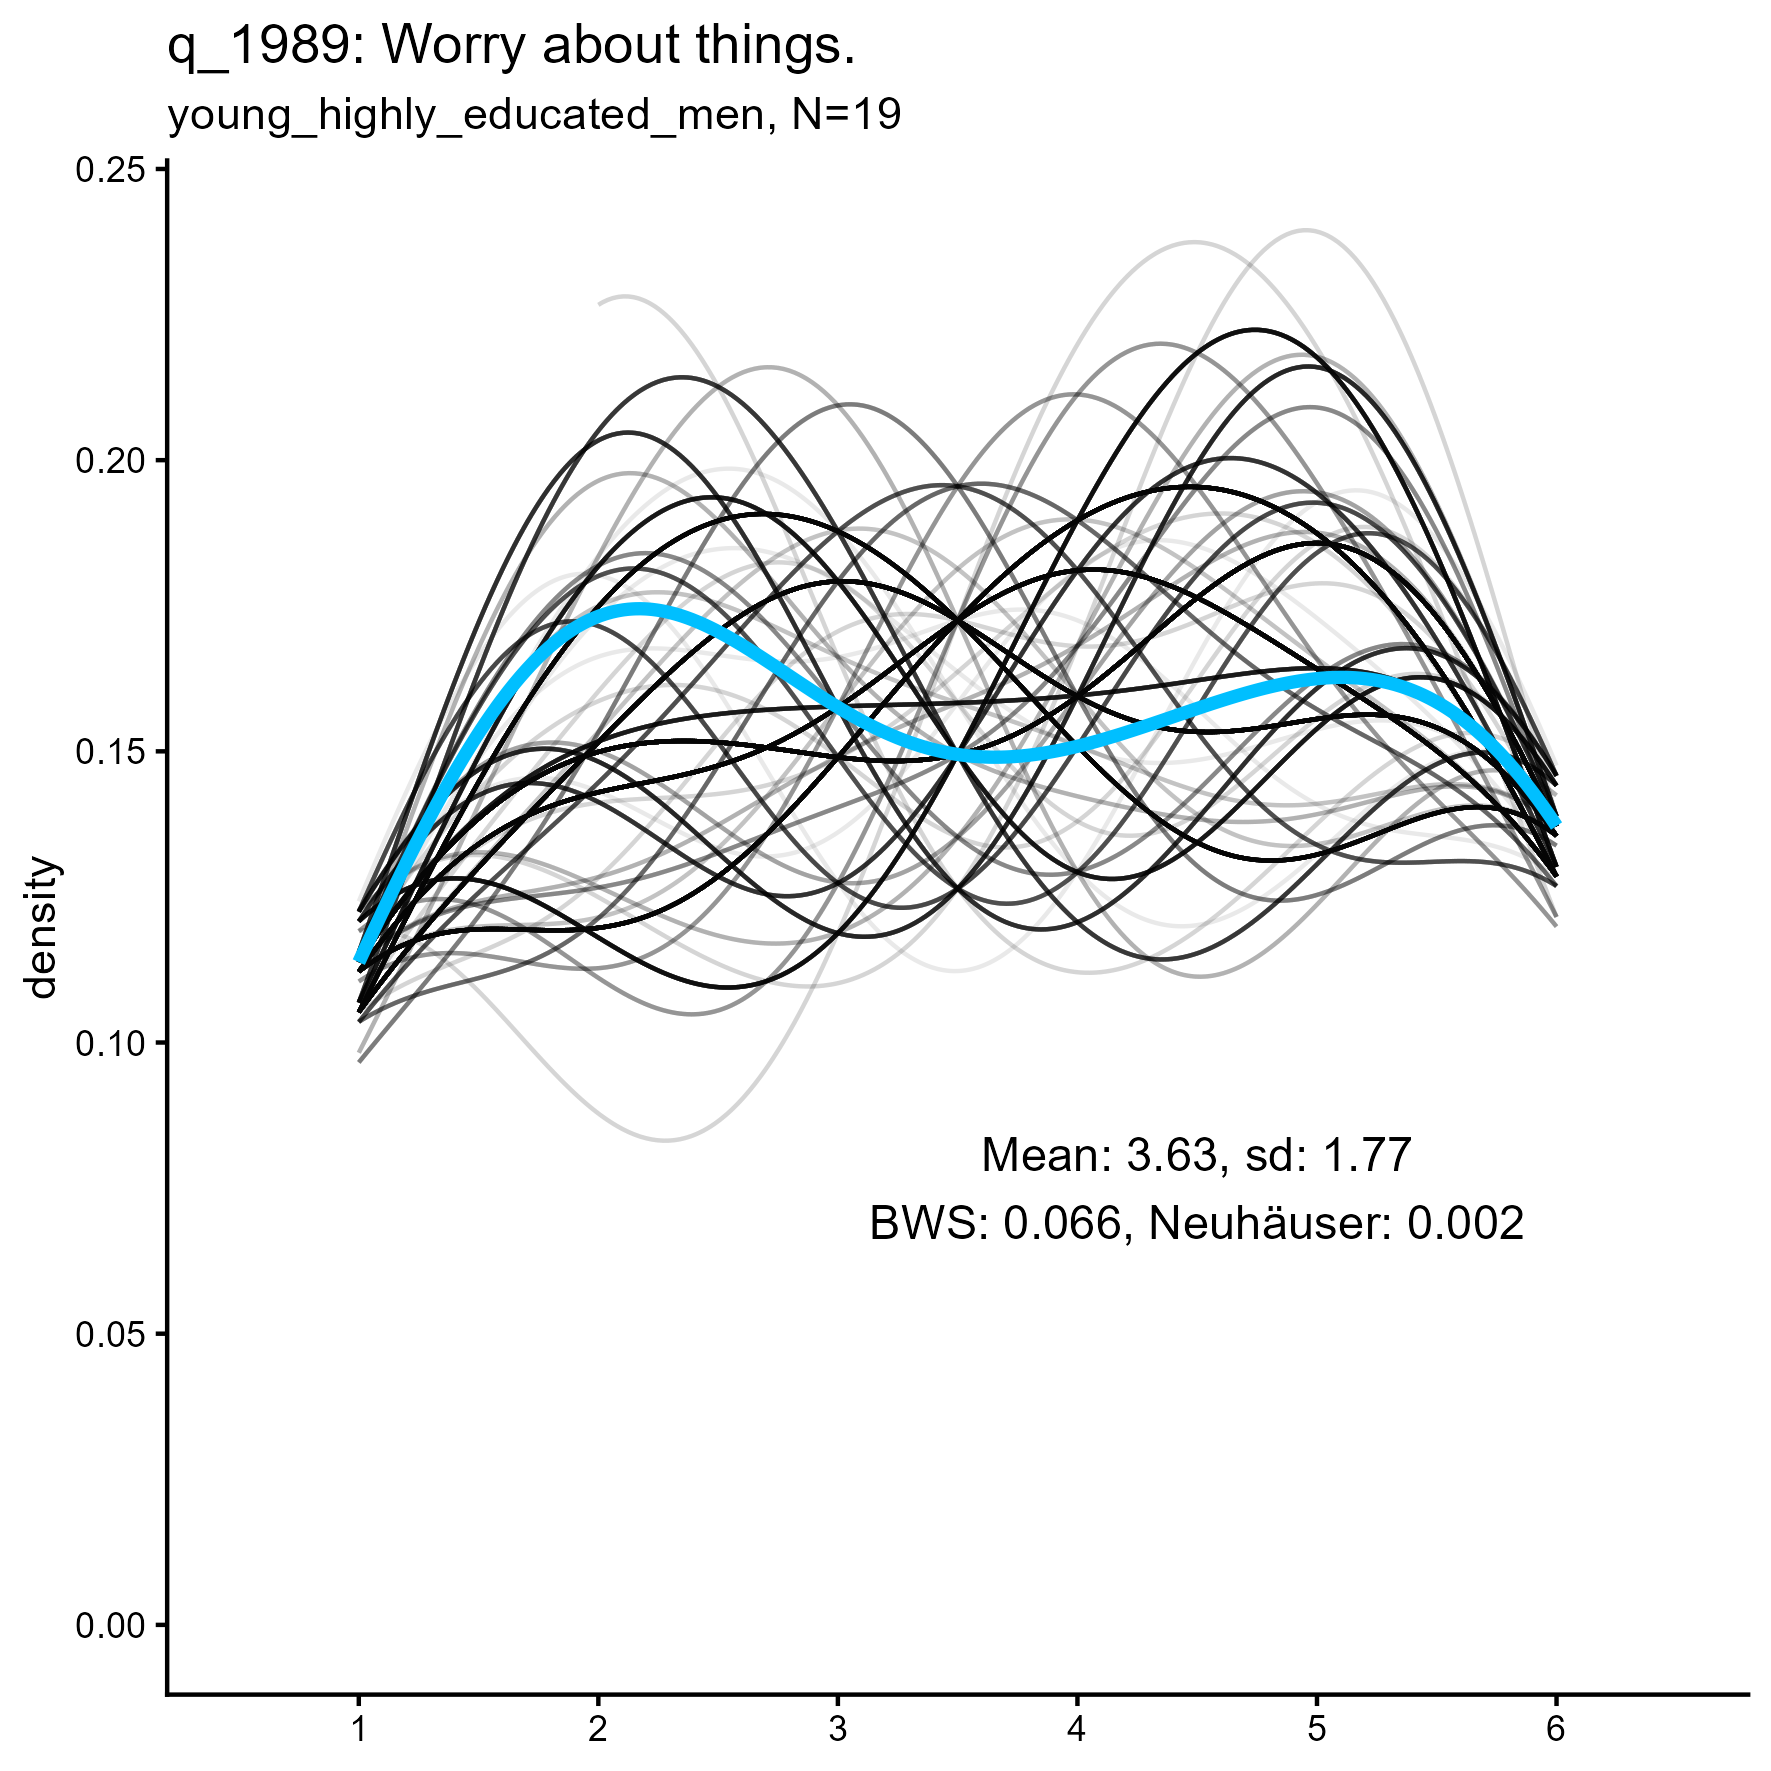 q_1989: Worry about things.
young_highly_educated_men, N=19
0.25
0.20
0.15
0.10
0.05
0.00
density
Mean: 3.63, sd: 1.77
BWS: 0.066, Neuhäuser: 0.002
1 2 3 4 5 6